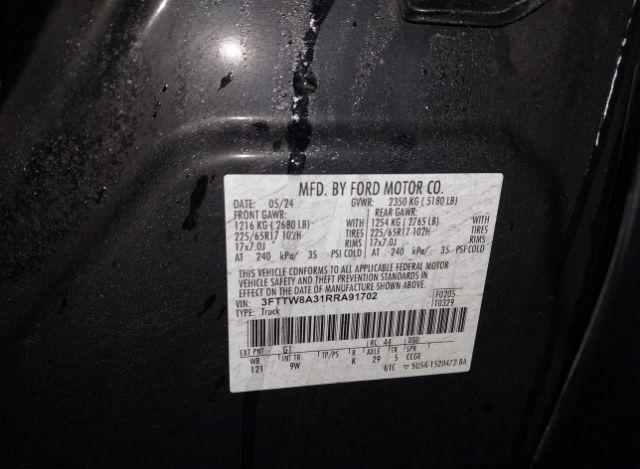 MFD. BY FORD MOTOR CO.
DATE: 05/24 GVWR: 2350 KG ( 5180 LB)
FRONT GAWR: REAR GAWR:
1216 KG ( 2680 LB) WITH 1254 KG ( 2765 LB) WITH
225/65R17 102H TIRES 225/65R17 102H TIRES
17x7.0J RIMS 17x7.0J RIMS
AT 240 kPa/ 35 PSI COLD AT 240 kPa/ 35 PSI COLD
THIS VEHICLE CONFORMS TO ALL APPLICABLE FEDERAL MOTOR
VEHICLE SAFETY AND THEFT PREVENTION STANDARDS IN
EFFECT ON THE DATE OF MANUFACTURE SHOWN ABOVE.
VIN: 3FTTW8A31RRA91702 F0205
TYPE: Truck T0329
EXT PNT: GT RC: 44 DSO:
WB INT TR TP/PS R AXLE TR SPR
121 9W K 29 5 CCGE
UTC 5U5A-1520472-BA